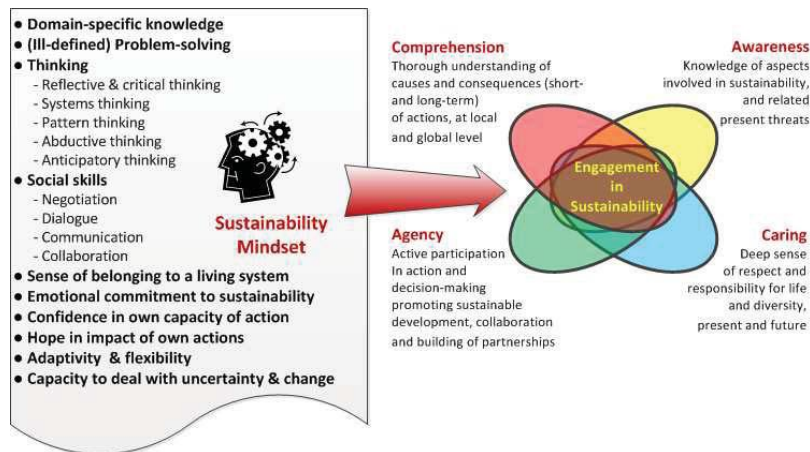 ● Domain-specific knowledge
● (Ill-defined) Problem-solving
● Thinking
- Reflective & critical thinking
- Systems thinking
- Pattern thinking
- Abductive thinking
- Anticipatory thinking
● Social skills
- Negotiation
- Dialogue
- Communication
- Collaboration
● Sense of belonging to a living system
● Emotional commitment to sustainability
● Confidence in own capacity of action
● Hope in impact of own actions
● Adaptivity & flexibility
● Capacity to deal with uncertainty & change
Sustainability
Mindset
Comprehension
Thorough understanding of
causes and consequences (short-
and long-term)
of actions, at local
and global level
Awareness
Knowledge of aspects
involved in sustainability,
and related
present threats
Engagement
in
Sustainability
Agency
Active participation
In action and
decision-making
promoting sustainable
development, collaboration
and building of partnerships
Caring
Deep sense
of respect and
responsibility for life
and diversity,
present and future